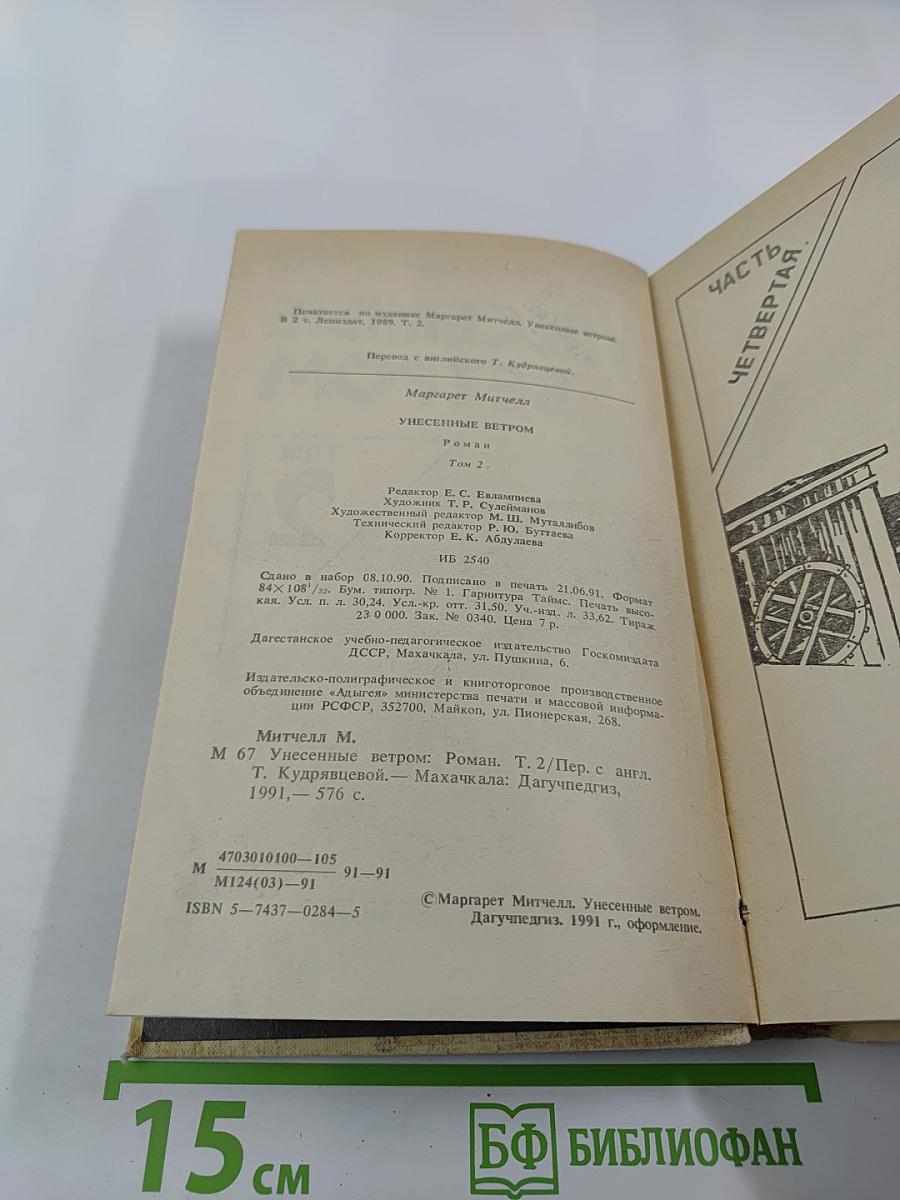 Печатается по издания: Маргарет Митчелл. Унесенные ветром:
В 2 т. Лениздат, 1989. Т. 2.
Перевод с английского Т. Кудрявцевой.
Маргарет Митчелл
УНЕСЕННЫЕ ВЕТРОМ
Роман
Том 2
Редактор Е. С. Евлампиева
Художник Т. Р. Сулейманов
Художественный редактор М. Ш. Муталлибов
Технический редактор Р. Ю. Буттаева
Корректор Е. К. Абдулаева
ИБ 2540
Сдано в набор 08.10.90. Подписано в печать 21.06.91. Формат
84×108 1/32. Бум. типогр. № 1. Гарнитура Таймс. Печать высо-
кая. Усл. п. л. 30,24. Усл.-кр. отт. 31,50. Уч.-изд. л. 33,62. Тираж
230 000. Зак. № 0340. Цена 7 р.
Дагестанское учебно-педагогическое издательство Госкомиздата
ДССР, Махачкала, ул. Пушкина, 6.
Издательско-полиграфическое и книготорговое производственное
объединение «Адыгея» министерства печати и массовой информа-
ции РСФСР, 352700, Майкоп, ул. Пионерская, 268.
Митчелл М.
М 67 Унесенные ветром: Роман. Т. 2/Пер. с англ.
Т. Кудрявцевой.— Махачкала: Дагучпедгиз,
1991,— 576 с.
М 4703010100—105 91—91
М124(03)—91
ISBN 5—7437—0284—5
©Маргарет Митчелл. Унесенные ветром.
Дагучпедгиз. 1991 г., оформление.
ЧАСТЬ
ЧЕТВЕРТАЯ.
15 см
БФ БИБЛИОФАН